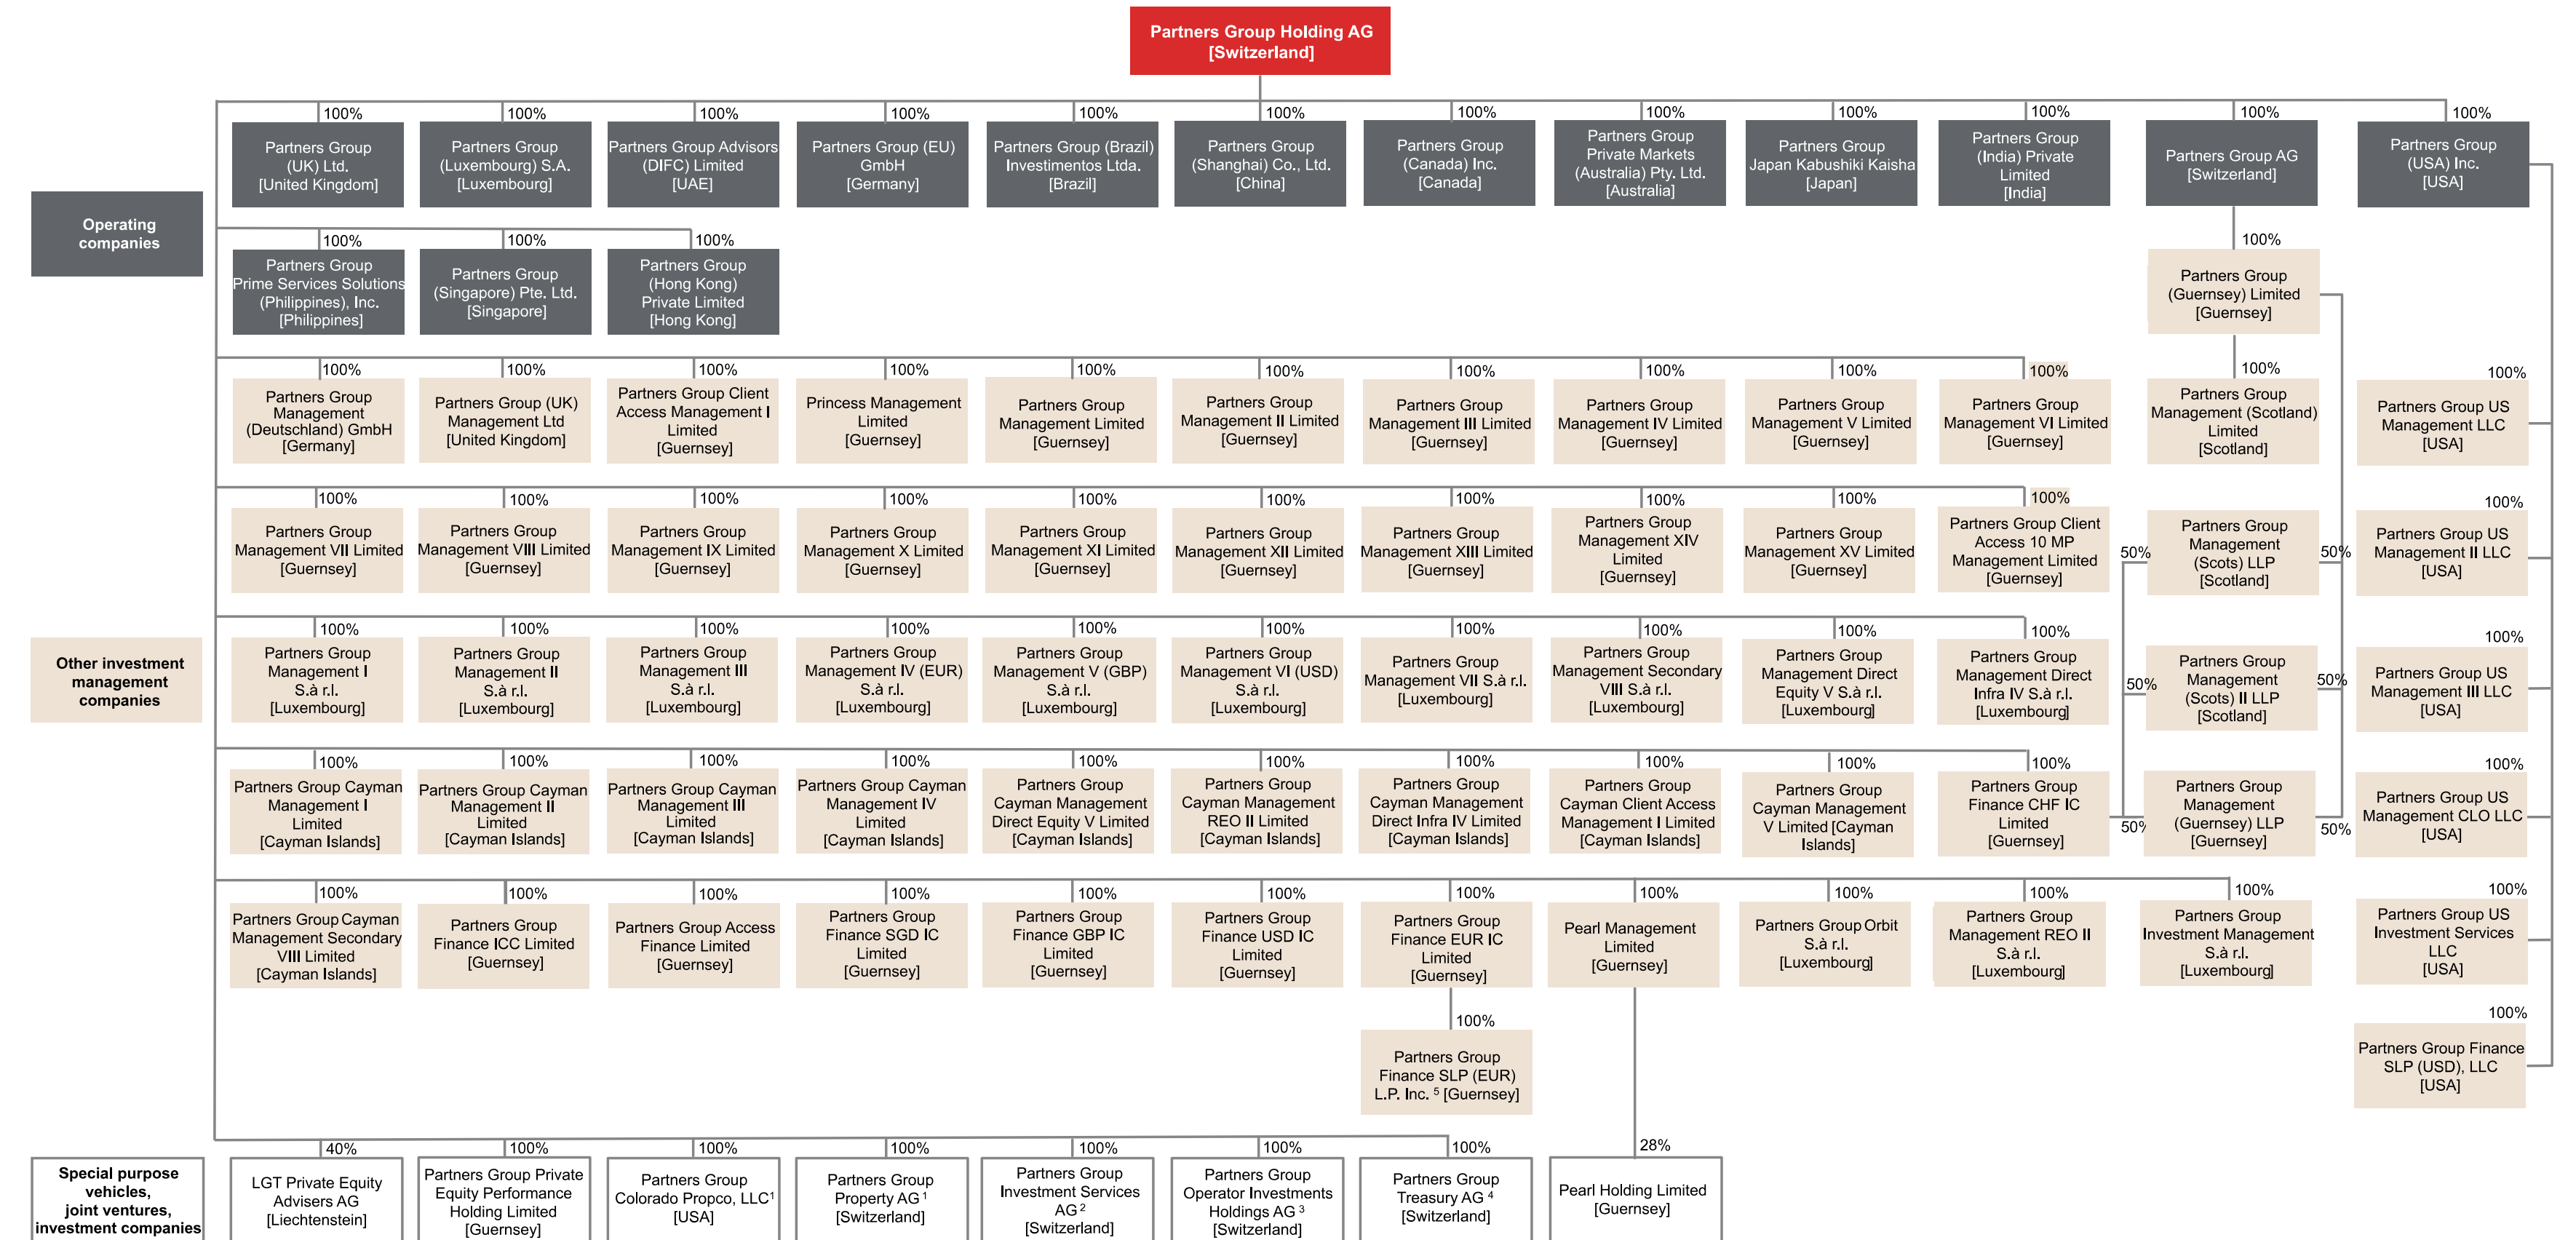 Partners Group Holding AG
[Switzerland]
100%
100%
100%
100%
100%
100%
100%
100%
100%
100%
100%
100%
Partners Group
(UK) Ltd.
[United Kingdom]
Partners Group
(Luxembourg) S.A.
[Luxembourg]
Partners Group Advisors
(DIFC) Limited
[UAE]
Partners Group (EU)
GmbH
[Germany]
Partners Group (Brazil)
Investimentos Ltda.
[Brazil]
Partners Group
(Shanghai) Co., Ltd.
[China]
Partners Group
(Canada) Inc.
[Canada]
Partners Group
Private Markets
(Australia) Pty. Ltd.
[Australia]
Partners Group
Japan Kabushiki Kaisha
[Japan]
Partners Group
(India) Private
Limited
[India]
Partners Group AG
[Switzerland]
Partners Group
(USA) Inc.
[USA]
Operating
companies
100%
100%
100%
100%
Partners Group
Prime Services Solutions
(Philippines), Inc.
[Philippines]
Partners Group
(Singapore) Pte. Ltd.
[Singapore]
Partners Group
(Hong Kong)
Private Limited
[Hong Kong]
Partners Group
(Guernsey) Limited
[Guernsey]
100%
100%
100%
100%
100%
100%
100%
100%
100%
100%
100%
100%
Partners Group
Management
(Deutschland) GmbH
[Germany]
Partners Group (UK)
Management Ltd
[United Kingdom]
Partners Group Client
Access Management I
Limited
[Guernsey]
Princess Management
Limited
[Guernsey]
Partners Group
Management Limited
[Guernsey]
Partners Group
Management II Limited
[Guernsey]
Partners Group
Management III Limited
[Guernsey]
Partners Group
Management IV Limited
[Guernsey]
Partners Group
Management V Limited
[Guernsey]
Partners Group
Management VI Limited
[Guernsey]
Partners Group
Management (Scotland)
Limited
[Scotland]
Partners Group US
Management LLC
[USA]
100%
100%
100%
100%
100%
100%
100%
100%
100%
100%
100%
Partners Group
Management VII Limited
[Guernsey]
Partners Group
Management VIII Limited
[Guernsey]
Partners Group
Management IX Limited
[Guernsey]
Partners Group
Management X Limited
[Guernsey]
Partners Group
Management XI Limited
[Guernsey]
Partners Group
Management XII Limited
[Guernsey]
Partners Group
Management XIII Limited
[Guernsey]
Partners Group
Management XIV
Limited
[Guernsey]
Partners Group
Management XV Limited
[Guernsey]
Partners Group Client
Access 10 MP
Management Limited
[Guernsey]
50%
Partners Group
Management
(Scots) LLP
[Scotland]
50%
Partners Group US
Management II LLC
[USA]
Other investment
management
companies
100%
100%
100%
100%
100%
100%
100%
100%
100%
100%
100%
Partners Group
Management I
S.à r.l.
[Luxembourg]
Partners Group
Management II
S.à r.l.
[Luxembourg]
Partners Group
Management III
S.à r.l.
[Luxembourg]
Partners Group
Management IV (EUR)
S.à r.l.
[Luxembourg]
Partners Group
Management V (GBP)
S.à r.l.
[Luxembourg]
Partners Group
Management VI (USD)
S.à r.l.
[Luxembourg]
Partners Group
Management VII S.à r.l.
[Luxembourg]
Partners Group
Management Secondary
VIII S.à r.l.
[Luxembourg]
Partners Group
Management Direct
Equity V S.à r.l.
[Luxembourg]
Partners Group
Management Direct
Infra IV S.à r.l.
[Luxembourg]
50%
Partners Group
Management
(Scots) II LLP
[Scotland]
50%
Partners Group US
Management III LLC
[USA]
100%
100%
100%
100%
100%
100%
100%
100%
100%
100%
100%
Partners Group Cayman
Management I
Limited
[Cayman Islands]
Partners Group Cayman
Management II
Limited
[Cayman Islands]
Partners Group Cayman
Management III
Limited
[Cayman Islands]
Partners Group Cayman
Management IV
Limited
[Cayman Islands]
Partners Group
Cayman Management
Direct Equity V Limited
[Cayman Islands]
Partners Group
Cayman Management
REO II Limited
[Cayman Islands]
Partners Group
Cayman Management
Direct Infra IV Limited
[Cayman Islands]
Partners Group
Cayman Client Access
Management I Limited
[Cayman Islands]
Partners Group
Cayman Management
V Limited [Cayman
Islands]
Partners Group
Finance CHF IC
Limited
[Guernsey]
50%
Partners Group
Management
(Guernsey) LLP
[Guernsey]
50%
Partners Group US
Management CLO LLC
[USA]
100%
100%
100%
100%
100%
100%
100%
100%
100%
100%
100%
100%
Partners Group Cayman
Management Secondary
VIII Limited
[Cayman Islands]
Partners Group
Finance ICC Limited
[Guernsey]
Partners Group Access
Finance Limited
[Guernsey]
Partners Group
Finance SGD IC
Limited
[Guernsey]
Partners Group
Finance GBP IC
Limited
[Guernsey]
Partners Group
Finance USD IC
Limited
[Guernsey]
Partners Group
Finance EUR IC
Limited
[Guernsey]
Pearl Management
Limited
[Guernsey]
Partners Group Orbit
S.à r.l.
[Luxembourg]
Partners Group
Management REO II
S.à r.l.
[Luxembourg]
Partners Group
Investment Management
S.à r.l.
[Luxembourg]
Partners Group US
Investment Services
LLC
[USA]
100%
100%
Partners Group
Finance SLP (EUR)
L.P. Inc. ⁵ [Guernsey]
Partners Group Finance
SLP (USD), LLC
[USA]
40%
100%
100%
100%
100%
100%
100%
28%
Special purpose
vehicles,
joint ventures,
investment companies
LGT Private Equity
Advisers AG
[Liechtenstein]
Partners Group Private
Equity Performance
Holding Limited
[Guernsey]
Partners Group
Colorado Propco, LLC¹
[USA]
Partners Group
Property AG ¹
[Switzerland]
Partners Group
Investment Services
AG ²
[Switzerland]
Partners Group
Operator Investments
Holdings AG ³
[Switzerland]
Partners Group
Treasury AG ⁴
[Switzerland]
Pearl Holding Limited
[Guernsey]